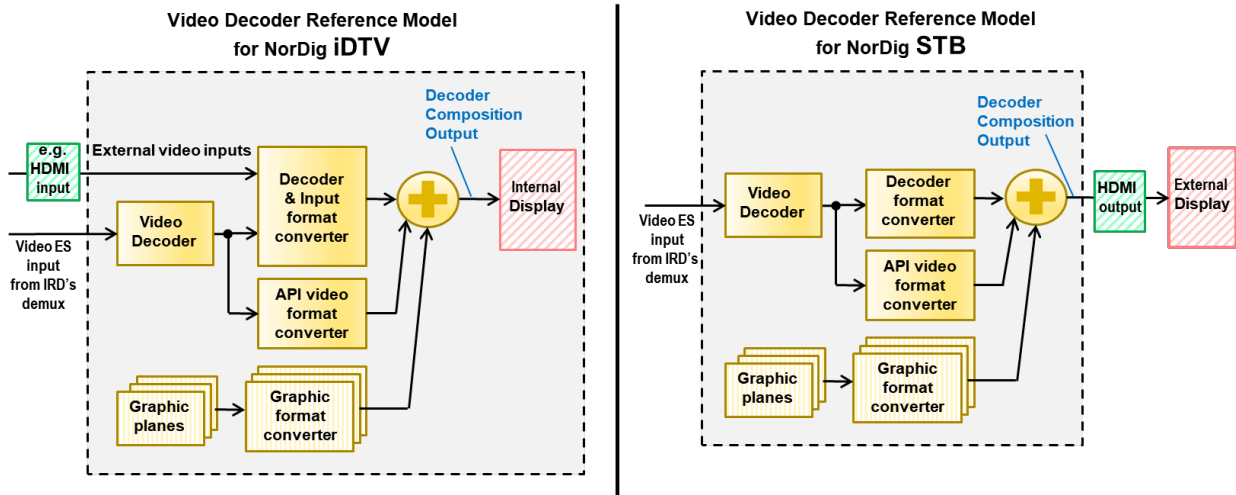 Video Decoder Reference Model
for NorDig iDTV
Decoder
Composition
Output
e.g.
HDMI
input
External video inputs
Decoder
& Input
format
converter
Internal
Display
Video
Decoder
Video ES
input
from IRD's
demux
API video
format
converter
Graphic
planes
Graphic
format
converter
Video Decoder Reference Model
for NorDig STB
Decoder
Composition
Output
Video
Decoder
Decoder
format
converter
HDMI
output
External
Display
Video ES
input
from IRD's
demux
API video
format
converter
Graphic
planes
Graphic
format
converter